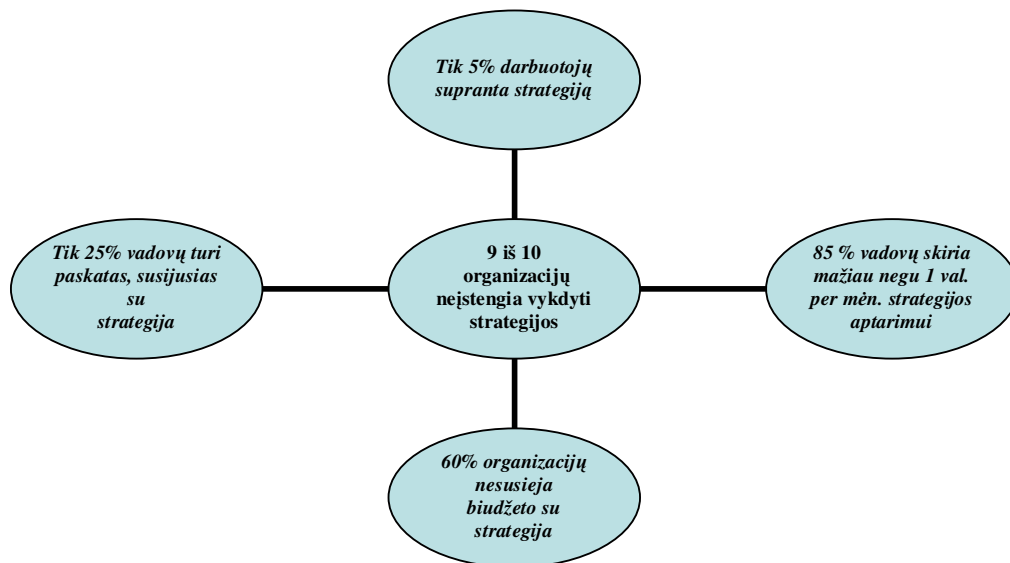 Tik 5% darbuotojų
supranta strategiją
Tik 25% vadovų turi
paskatas, susijusias
su
strategija
9 iš 10
organizacijų
neįstengia vykdyti
strategijos
85 % vadovų skiria
mažiau negu 1 val.
per mėn. strategijos
aptarimui
60% organizacijų
nesusieja
biudžeto su
strategija